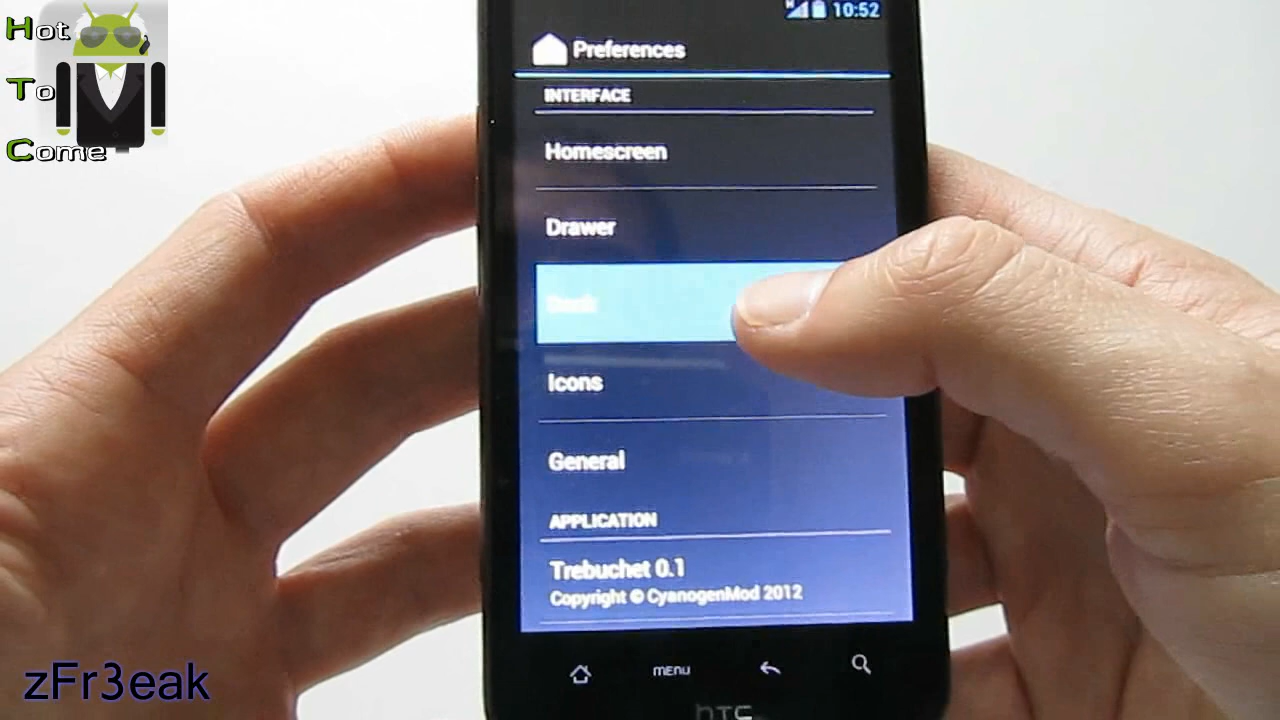 Hot
To
Come
H
10:52
Preferences
INTERFACE
Homescreen
Drawer
Icons
General
APPLICATION
Trebuchet 0.1
Copyright © CyanogenMod 2012
MENU
hTC
zFr3eak